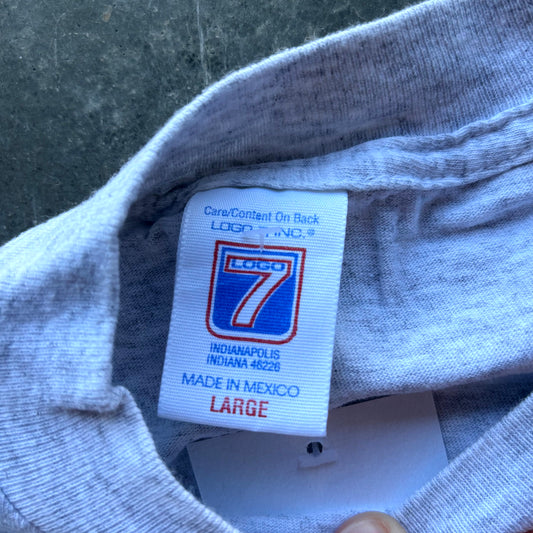 Care/Content On Back
LOGO 7, INC.®
LOGO
7
INDIANAPOLIS
INDIANA 46226
MADE IN MEXICO
LARGE